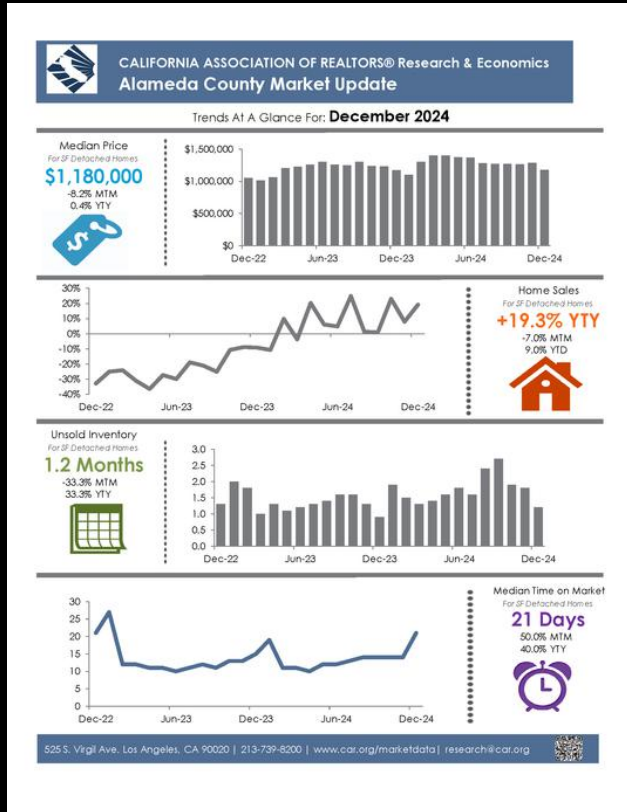 CALIFORNIA ASSOCIATION OF REALTORS® Research & Economics
Alameda County Market Update
Trends At A Glance For: December 2024
Median Price
For SF Detached Homes
$1,180,000
-8.2% MTM
0.4% YTY
$1,500,000
$1,000,000
$500,000
$0
Dec-22 Jun-23 Dec-23 Jun-24 Dec-24
30%
20%
10%
0%
-10%
-20%
-30%
-40%
Dec-22 Jun-23 Dec-23 Jun-24 Dec-24
Home Sales
For SF Detached Homes
+19.3% YTY
-7.0% MTM
9.0% YTD
Unsold Inventory
For SF Detached Homes
1.2 Months
-33.3% MTM
33.3% YTY
3.0
2.5
2.0
1.5
1.0
0.5
0.0
Dec-22 Jun-23 Dec-23 Jun-24 Dec-24
30
25
20
15
10
5
0
Dec-22 Jun-23 Dec-23 Jun-24 Dec-24
Median Time on Market
For SF Detached Homes
21 Days
50.0% MTM
40.0% YTY
525 S. Virgil Ave. Los Angeles, CA 90020 | 213-739-8200 | www.car.org/marketdata| research@car.org